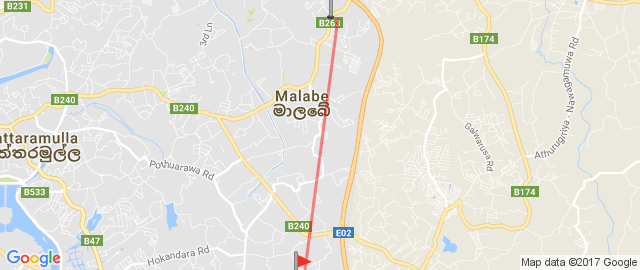 B231
3rd Ln
B263
B174
B174
B240
Malabe
මාලබේ
B240
Athurugiriya - Nawagamuwa Rd
Galwarusa Rd
attaramulla
ත්තරමුල්ල
Pothuarawa Rd
B533
B174
B240
E02
B47
Hokandara Rd
Google
Map data ©2017 Google